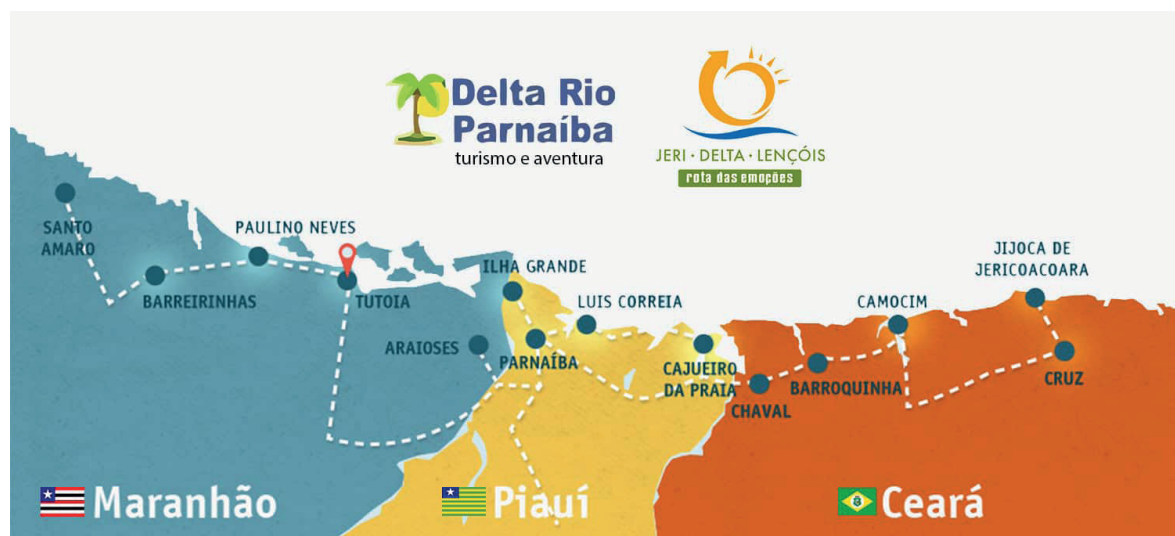 Delta Rio
Parnaíba
turismo e aventura
JERI · DELTA · LENÇÓIS
rota das emoções
SANTO
AMARO
PAULINO NEVES
BARREIRINHAS
TUTOIA
ILHA GRANDE
ARAIOSES
LUIS CORREIA
PARNAÍBA
CAJUEIRO
DA PRAIA
CHAVAL
CAMOCIM
BARROQUINHA
JIJOCA DE
JERICOACOARA
CRUZ
Maranhão
Piauí
Ceará